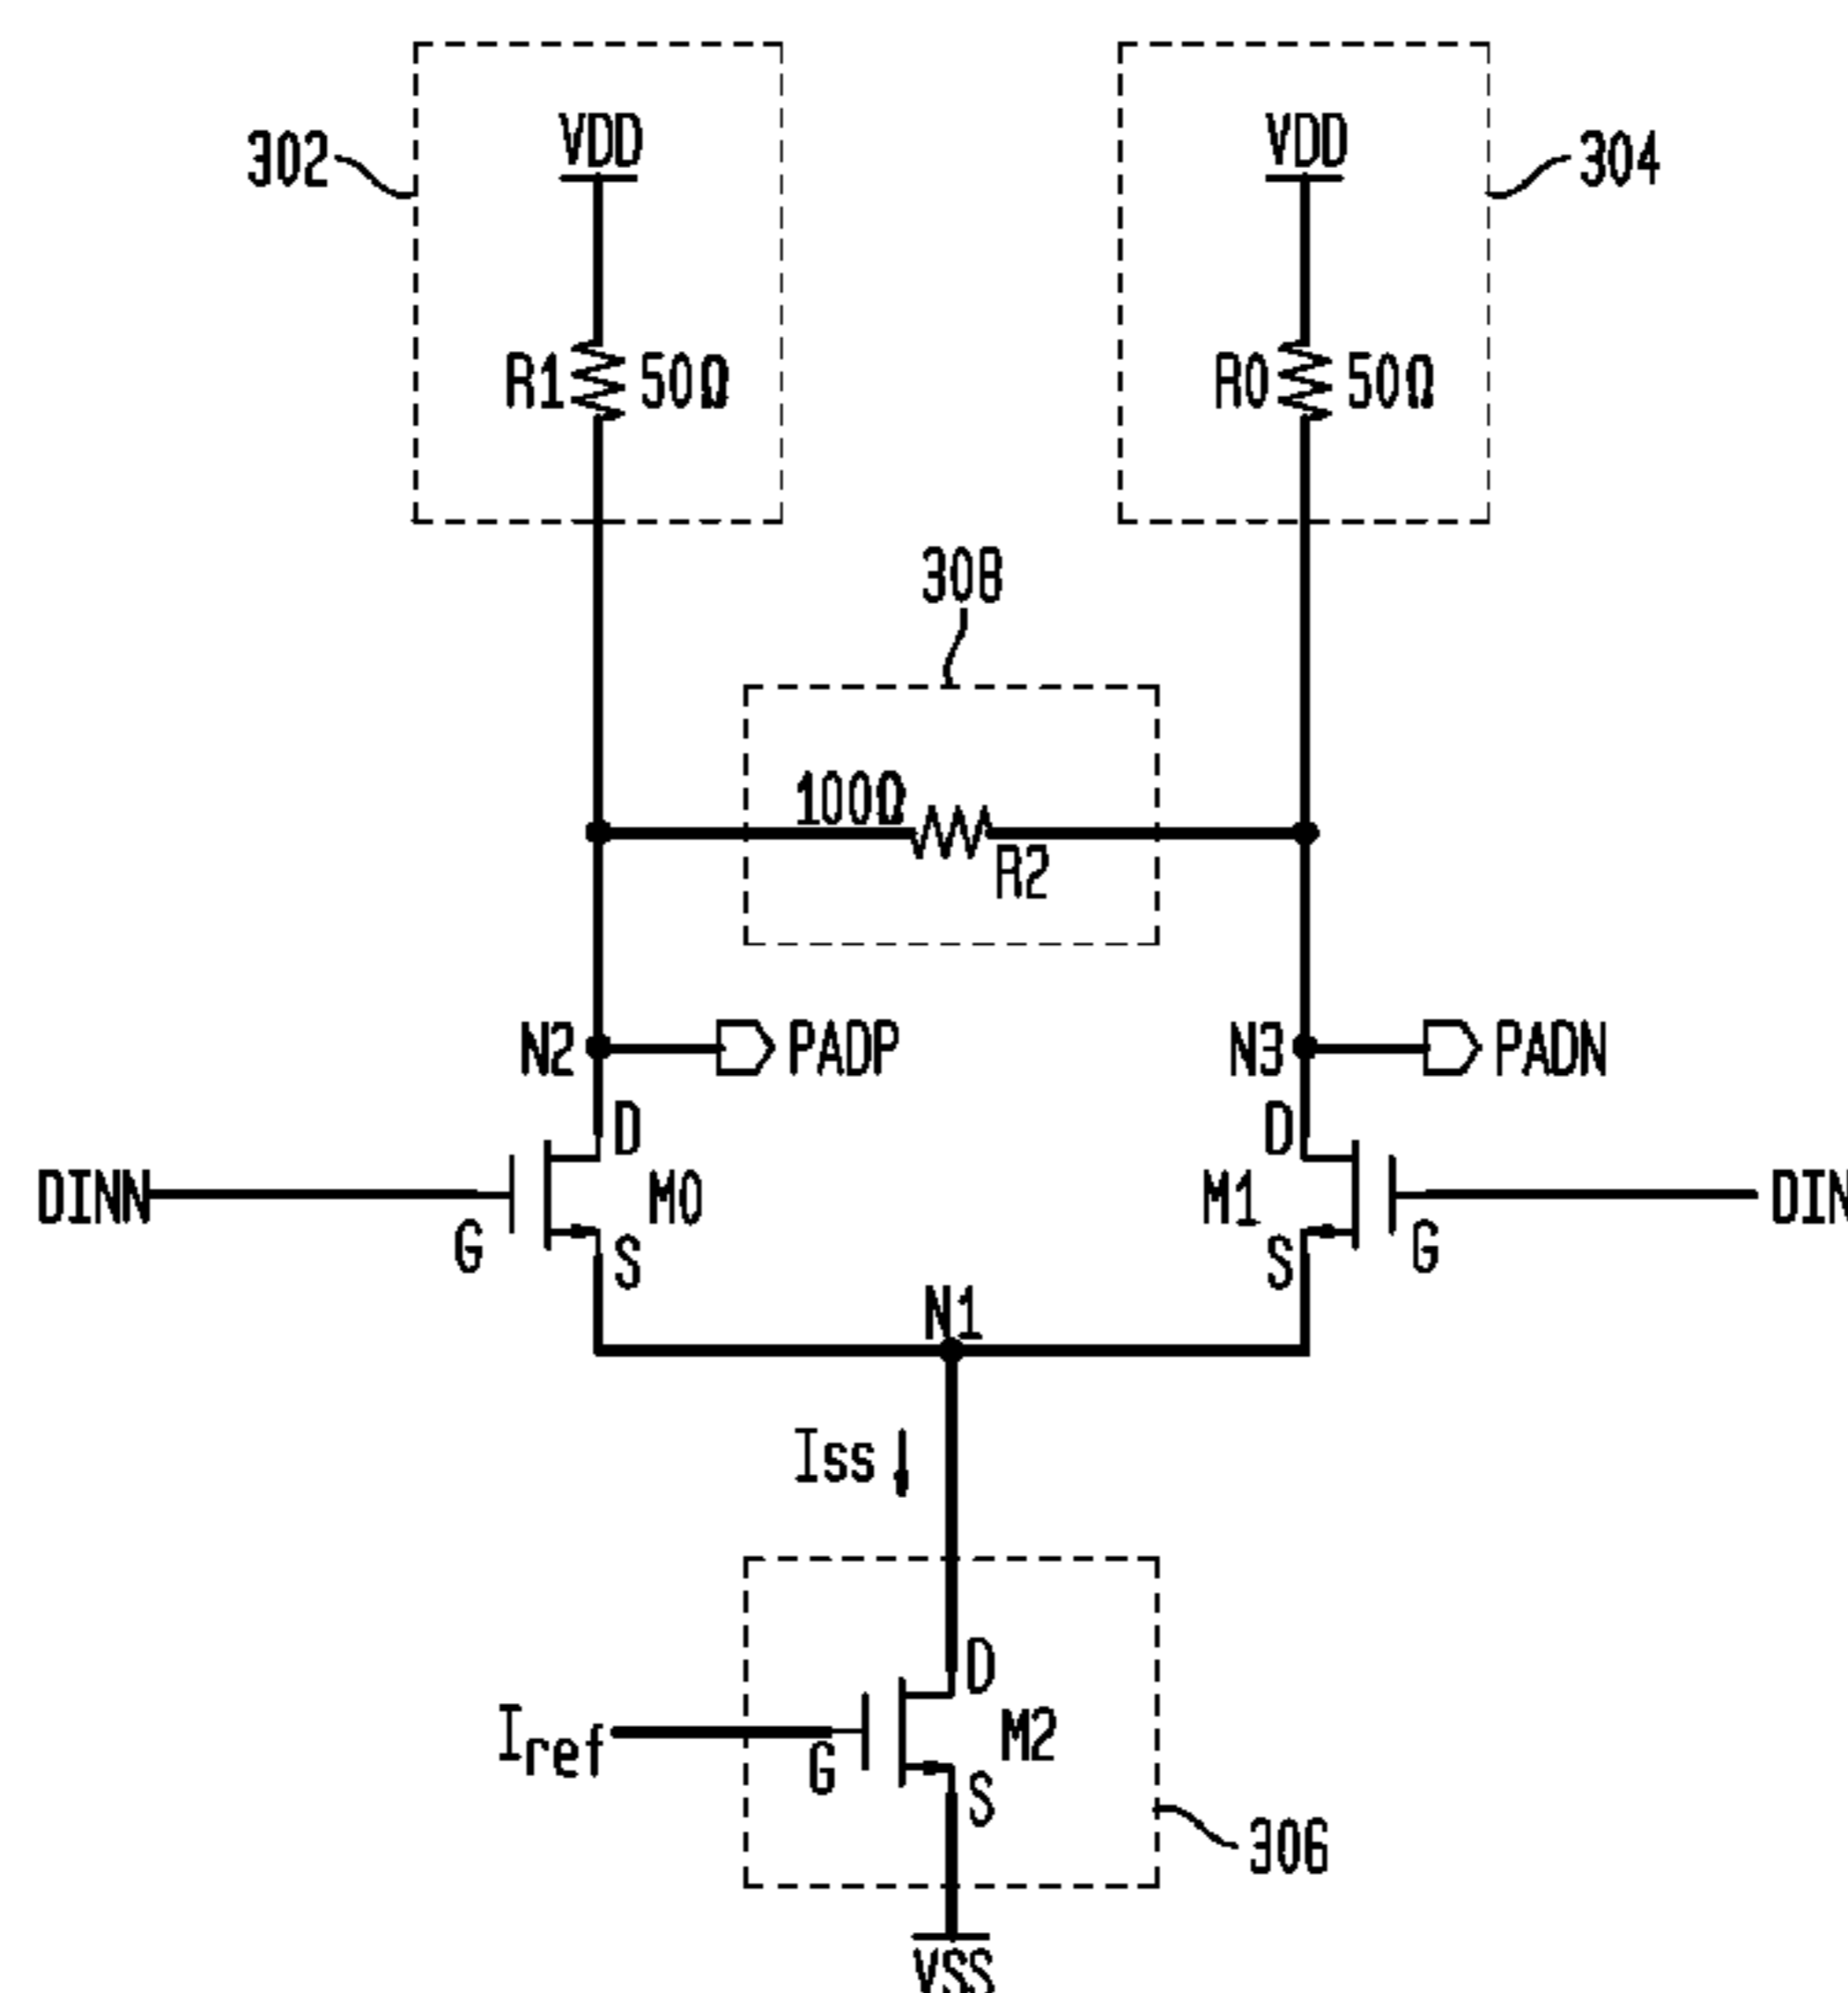 VDD
VDD
302
304
R1
50Ω
R0
50Ω
308
100Ω
R2
N2
PADP
N3
PADN
D
D
DINN
M0
M1
G
S
S
G
N1
Iss
D
Iref
M2
G
S
306
VSS